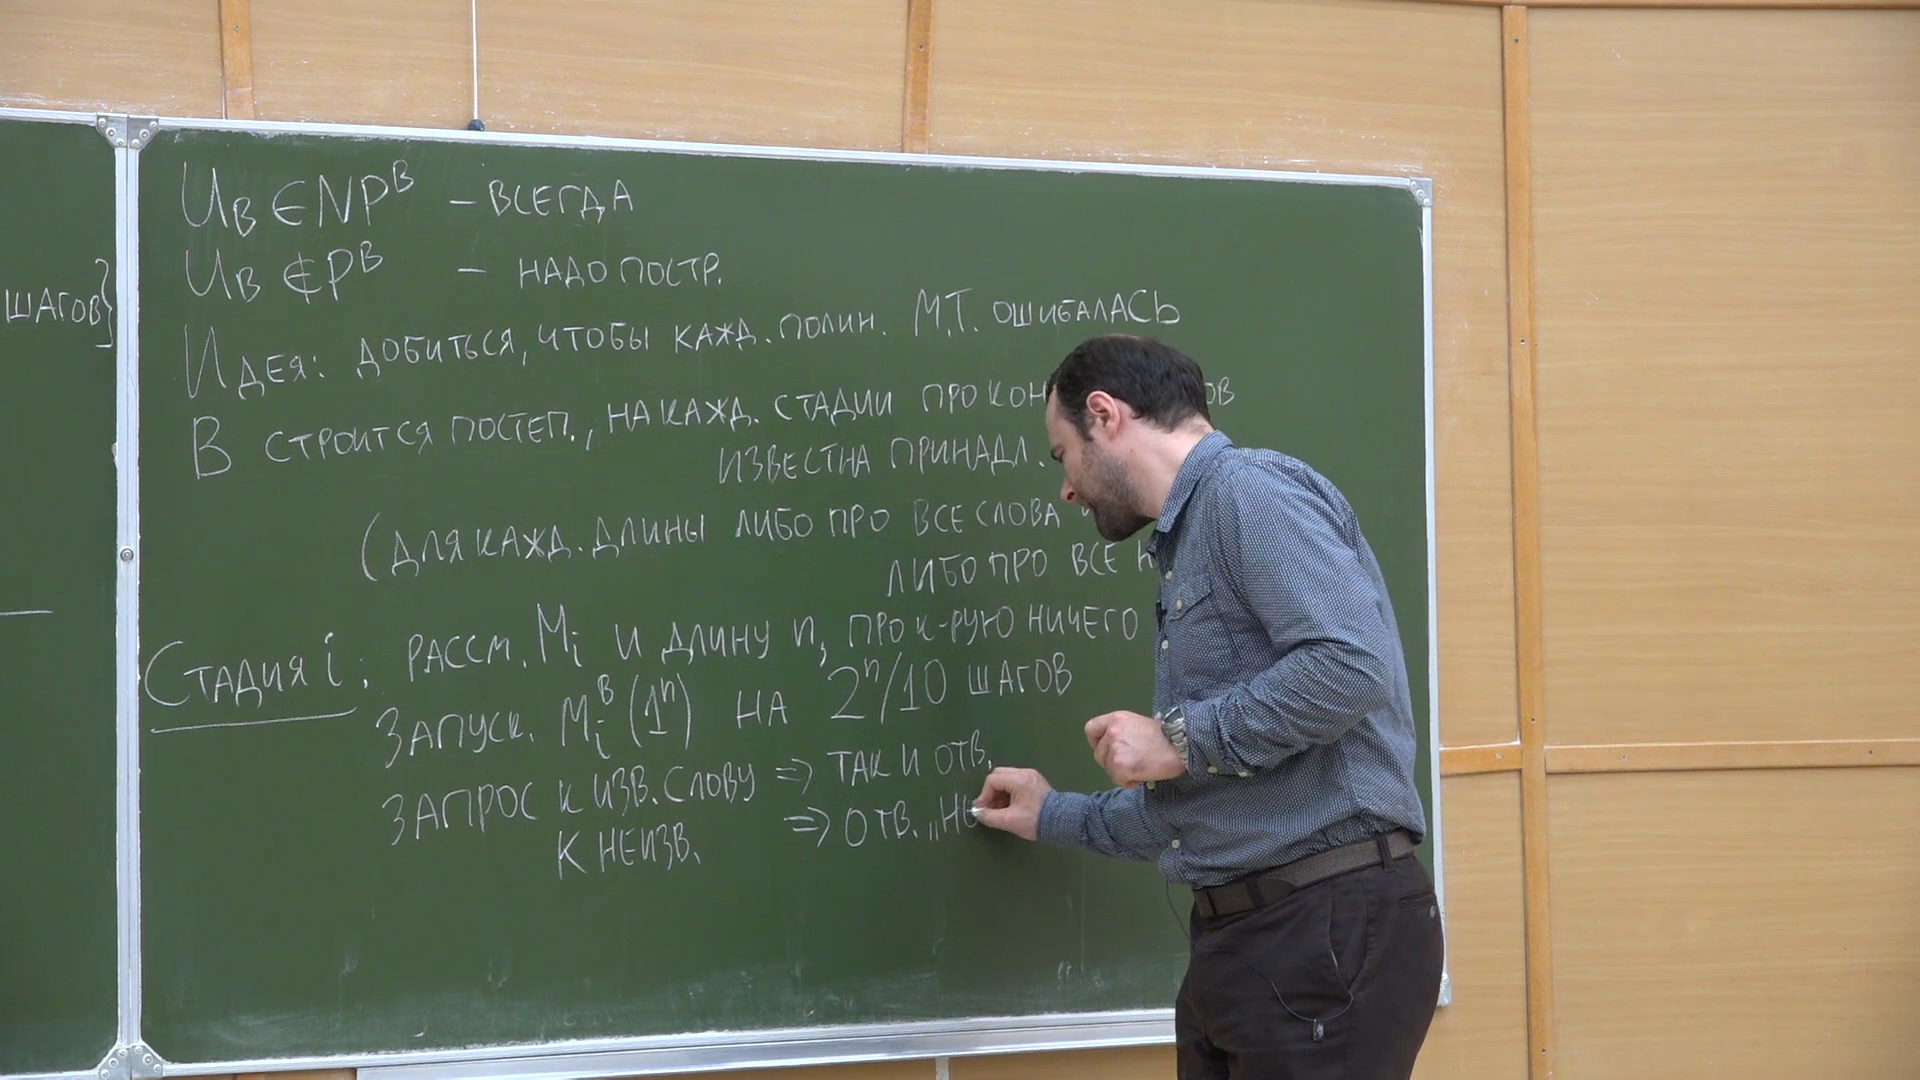 шагов}
U_B ∈ NP^B – всегда
U_B ∉ P^B – надо постр.
Идея: добиться, чтобы кажд. полин. М.Т. ошибалась
B строится постеп., на кажд. стадии про кон
известна принадл.
(для кажд. длины либо про все слова
либо про все
Стадия i: рассм. M_i и длину n, про к-рую ничего
Запуск. M_i^B(1^n) на 2^n/10 шагов
Запрос к изв. слову ⇒ так и отв.
к неизв. ⇒ отв. „не